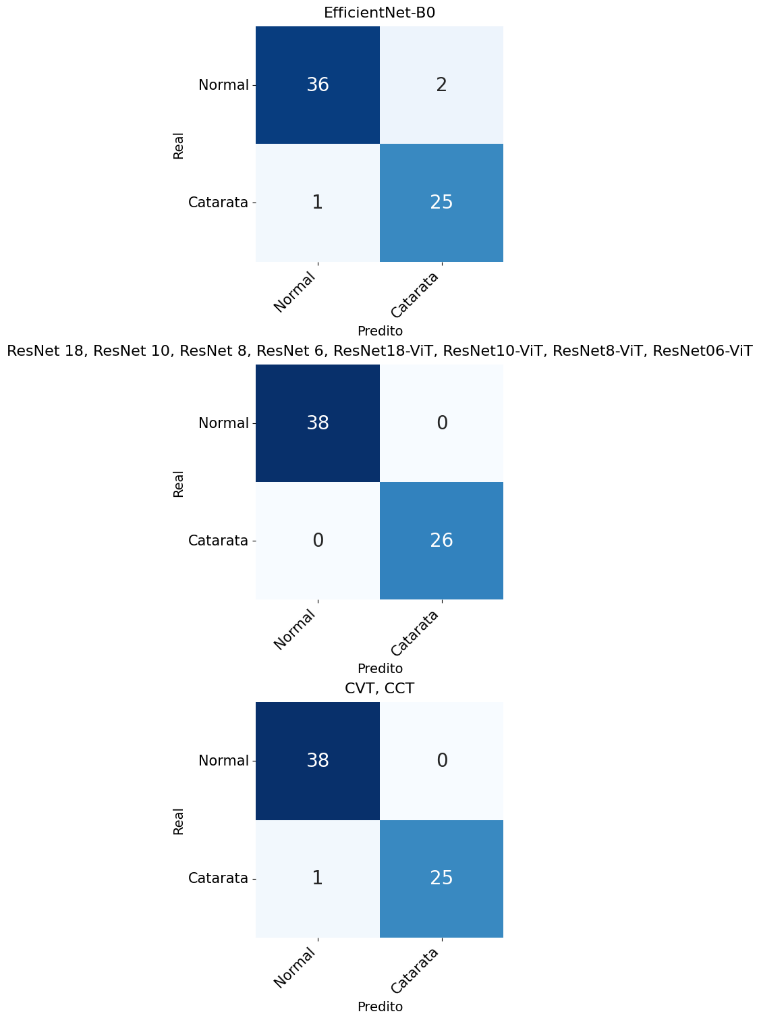 EfficientNet-B0
Normal
36
2
Real
Catarata
1
25
Normal
Catarata
Predito
ResNet 18, ResNet 10, ResNet 8, ResNet 6, ResNet18-ViT, ResNet10-ViT, ResNet8-ViT, ResNet06-ViT
Normal
38
0
Real
Catarata
0
26
Normal
Catarata
Predito
CVT, CCT
Normal
38
0
Real
Catarata
1
25
Normal
Catarata
Predito